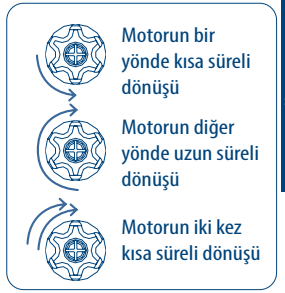 Motorun bir
yönde kısa süreli
dönüşü
Motorun diğer
yönde uzun süreli
dönüşü
Motorun iki kez
kısa süreli dönüşü